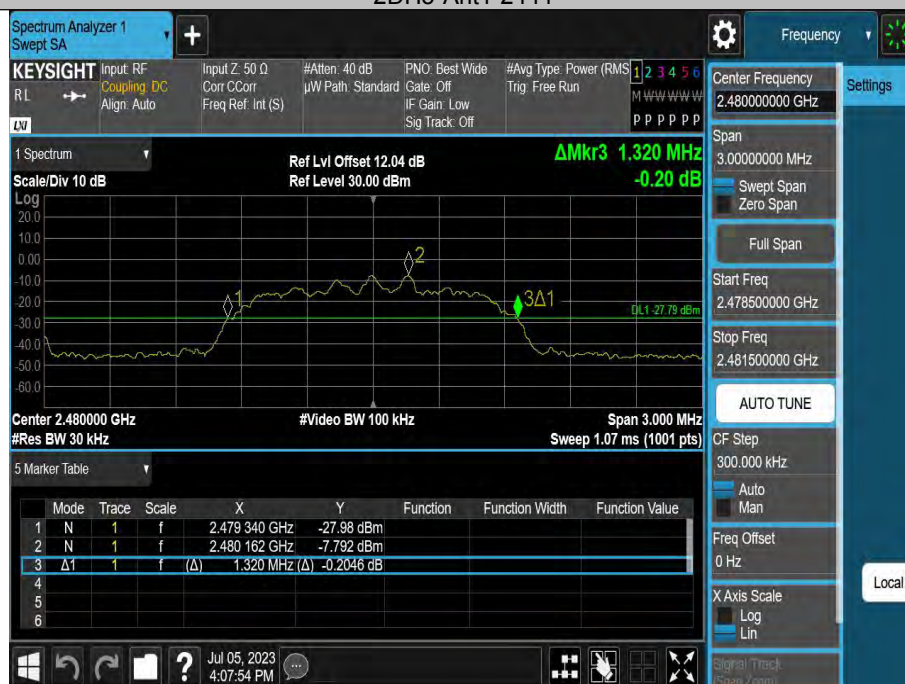 Spectrum Analyzer 1
Swept SA
+
Frequency
KEYSIGHT
Input: RF
Input Z: 50 Ω
#Atten: 40 dB
PNO: Best Wide
#Avg Type: Power (RMS
1 2 3 4 5 6
RL
Coupling: DC
Corr CCorr
µW Path: Standard
Gate: Off
Trig: Free Run
M W W W W W
Align: Auto
Freq Ref: Int (S)
IF Gain: Low
P P P P P P
LXI
Sig Track: Off
Center Frequency
2.480000000 GHz
Settings
1 Spectrum
Ref Lvl Offset 12.04 dB
ΔMkr3 1.320 MHz
Scale/Div 10 dB
Ref Level 30.00 dBm
-0.20 dB
Log
20.0
10.0
0.00
-10.0
-20.0
-30.0
-40.0
-50.0
-60.0
1
2
3Δ1
DL1 -27.79 dBm
Center 2.480000 GHz
#Video BW 100 kHz
Span 3.000 MHz
#Res BW 30 kHz
Sweep 1.07 ms (1001 pts)
Span
3.00000000 MHz
Swept Span
Zero Span
Full Span
Start Freq
2.478500000 GHz
Stop Freq
2.481500000 GHz
AUTO TUNE
CF Step
300.000 kHz
Auto
Man
Freq Offset
0 Hz
X Axis Scale
Log
Lin
Signal Track
(Span Zoom)
Local
5 Marker Table
Mode Trace Scale X Y Function Function Width Function Value
1 N 1 f 2.479 340 GHz -27.98 dBm
2 N 1 f 2.480 162 GHz -7.792 dBm
3 Δ1 1 f (Δ) 1.320 MHz (Δ) -0.2046 dB
4
5
6
?
Jul 05, 2023
4:07:54 PM